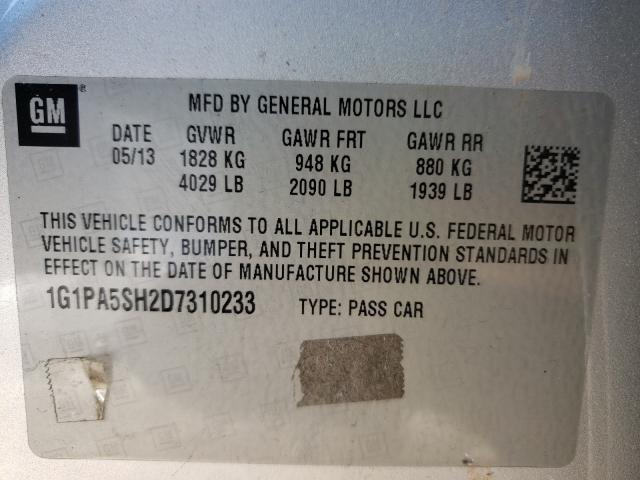 GM ®
MFD BY GENERAL MOTORS LLC
DATE GVWR GAWR FRT GAWR RR
05/13 1828 KG 948 KG 880 KG
4029 LB 2090 LB 1939 LB
THIS VEHICLE CONFORMS TO ALL APPLICABLE U.S. FEDERAL MOTOR
VEHICLE SAFETY, BUMPER, AND THEFT PREVENTION STANDARDS IN
EFFECT ON THE DATE OF MANUFACTURE SHOWN ABOVE.
1G1PA5SH2D7310233 TYPE: PASS CAR